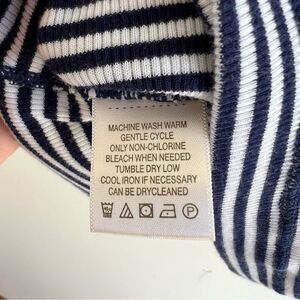 MACHINE WASH WARM
GENTLE CYCLE
ONLY NON-CHLORINE
BLEACH WHEN NEEDED
TUMBLE DRY LOW
COOL IRON IF NECESSARY
CAN BE DRYCLEANED
P